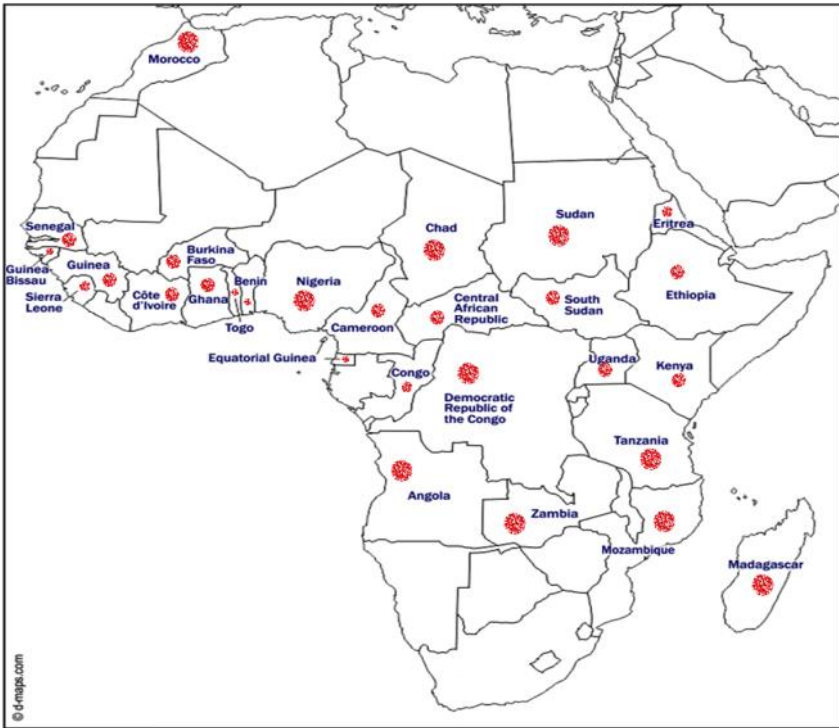 Morocco
Senegal
Guinea-
Bissau
Guinea
Sierra
Leone
Côte
d'Ivoire
Burkina
Faso
Ghana
Togo
Benin
Nigeria
Chad
Sudan
Eritrea
Cameroon
Central
African
Republic
South
Sudan
Ethiopia
Equatorial Guinea
Congo
Democratic
Republic of
the Congo
Uganda
Kenya
Tanzania
Angola
Zambia
Mozambique
Madagascar
© d-maps.com